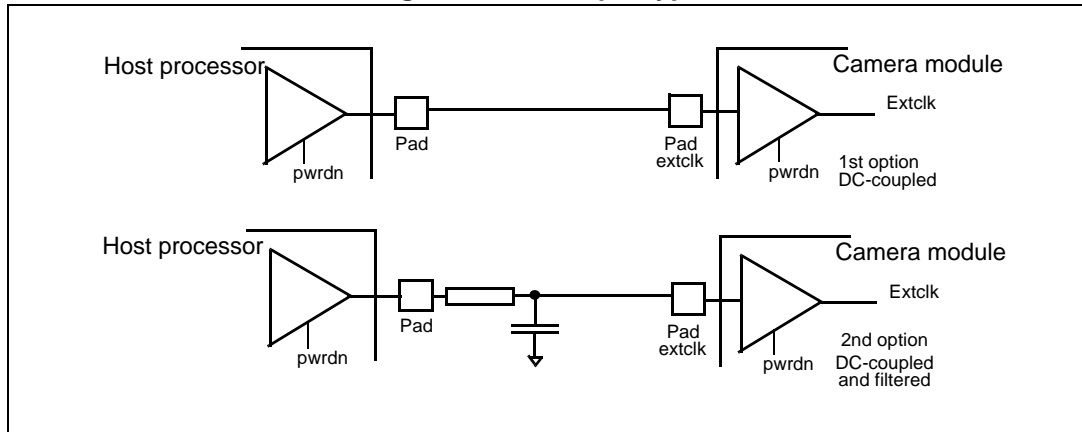 Host processor
Camera module
Extclk
Pad
Pad
extclk
pwrdn
pwrdn
1st option
DC-coupled
Host processor
Camera module
Extclk
Pad
Pad
extclk
pwrdn
pwrdn
2nd option
DC-coupled
and filtered